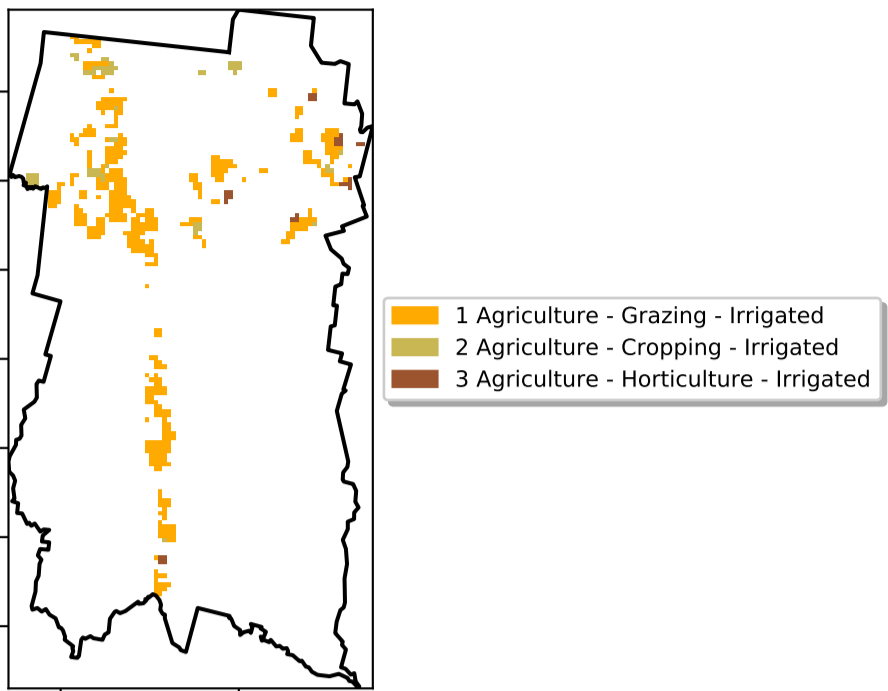 1 Agriculture - Grazing - Irrigated
2 Agriculture - Cropping - Irrigated
3 Agriculture - Horticulture - Irrigated